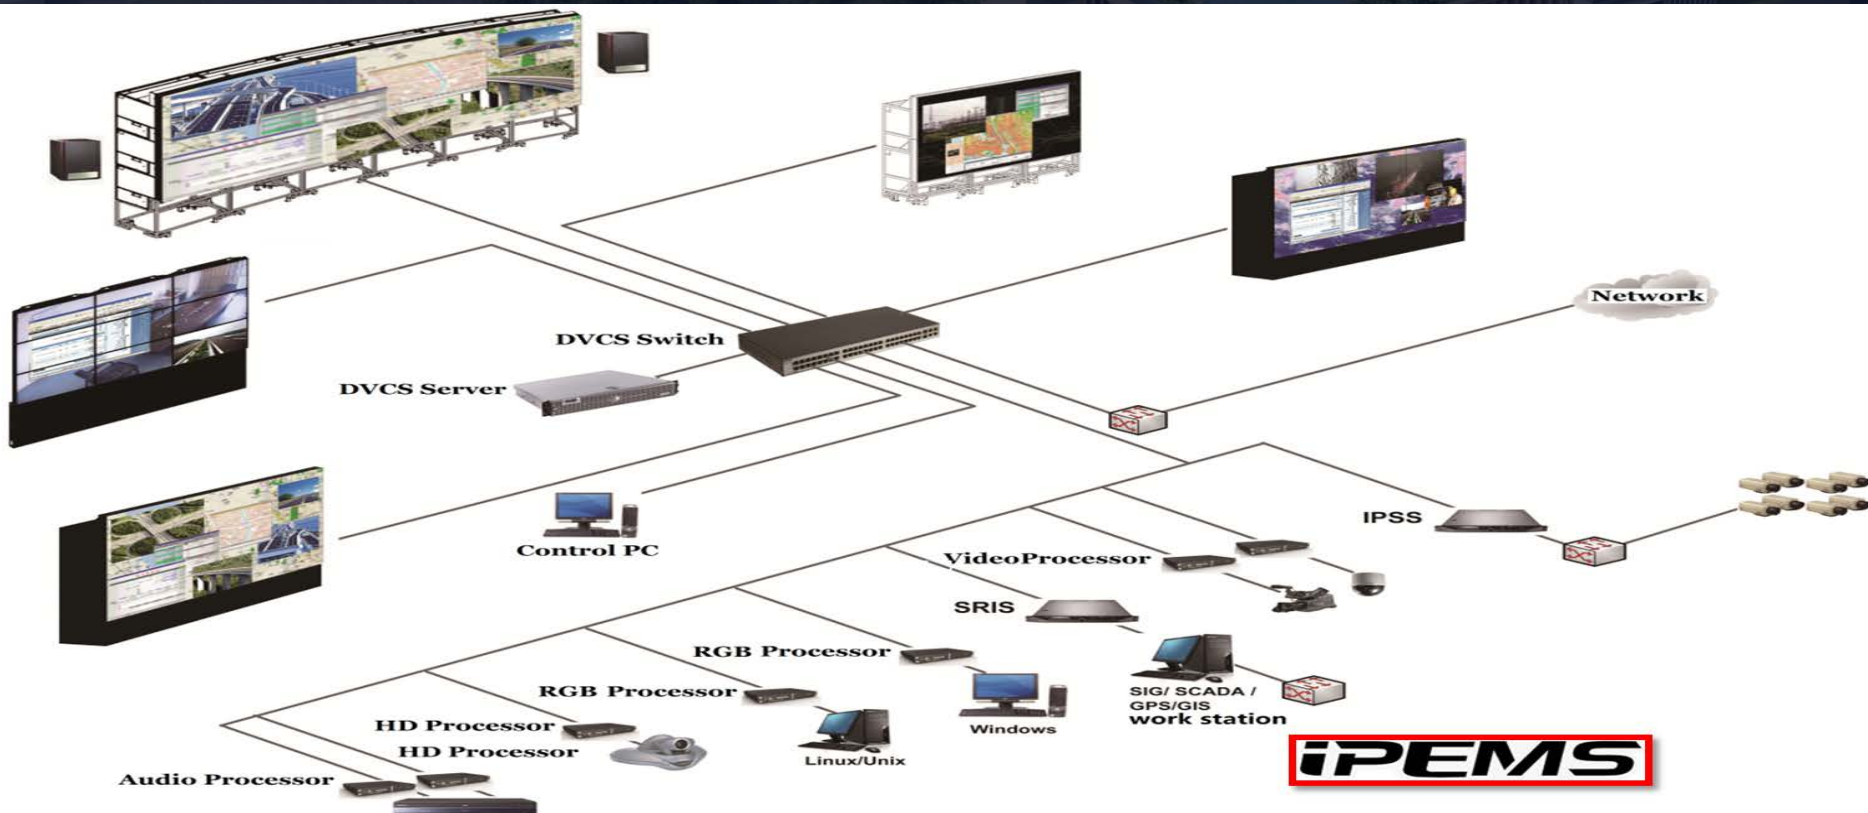 Network
DVCS Switch
DVCS Server
IPSS
Control PC
VideoProcessor
SRIS
RGB Processor
RGB Processor
SIG/ SCADA /
GPS/GIS
work station
HD Processor
Windows
HD Processor
Linux/Unix
Audio Processor
iPEMS